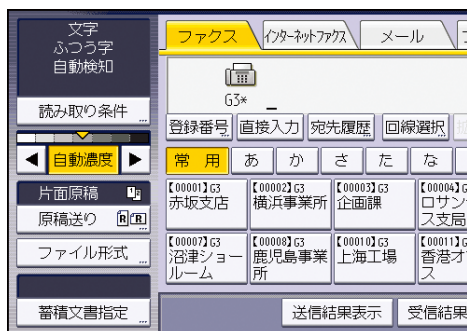 文字
ふつう字
自動検知
読み取り条件
自動濃度
片面原稿
原稿送り
ファイル形式
蓄積文書指定
ファクス
インターネットファクス
メール
G3*
登録番号
直接入力
宛先履歴
回線選択
常用
あ
か
さ
た
な
【00001】G3
赤坂支店
【00002】G3
横浜事業所
【00003】G3
企画課
【00004】G
ロサン
ス支局
【00007】G3
沼津ショー
ルーム
【00008】G3
鹿児島事業
所
【00010】G3
上海工場
【00011】G
香港オ
ス
送信結果表示
受信結果